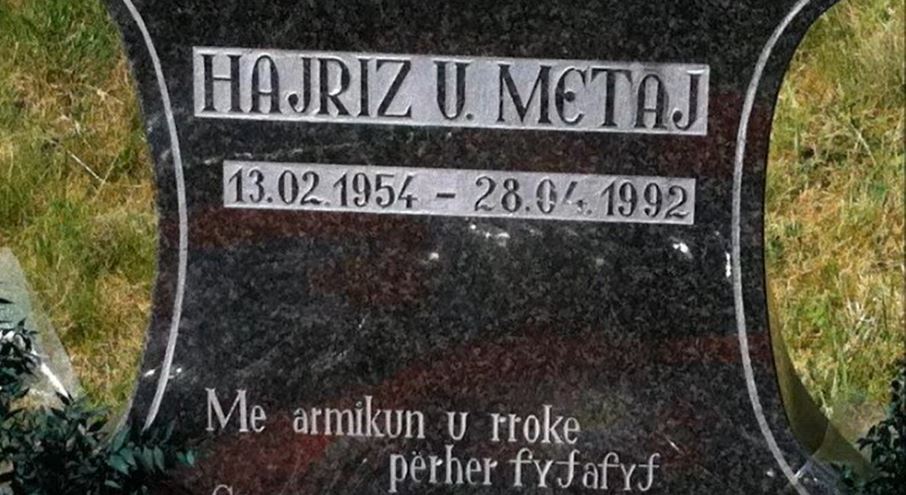 HAJRIZ U. METAJ
13.02.1954 - 28.04.1992
Me armikun u rroke
përher fyfafyf